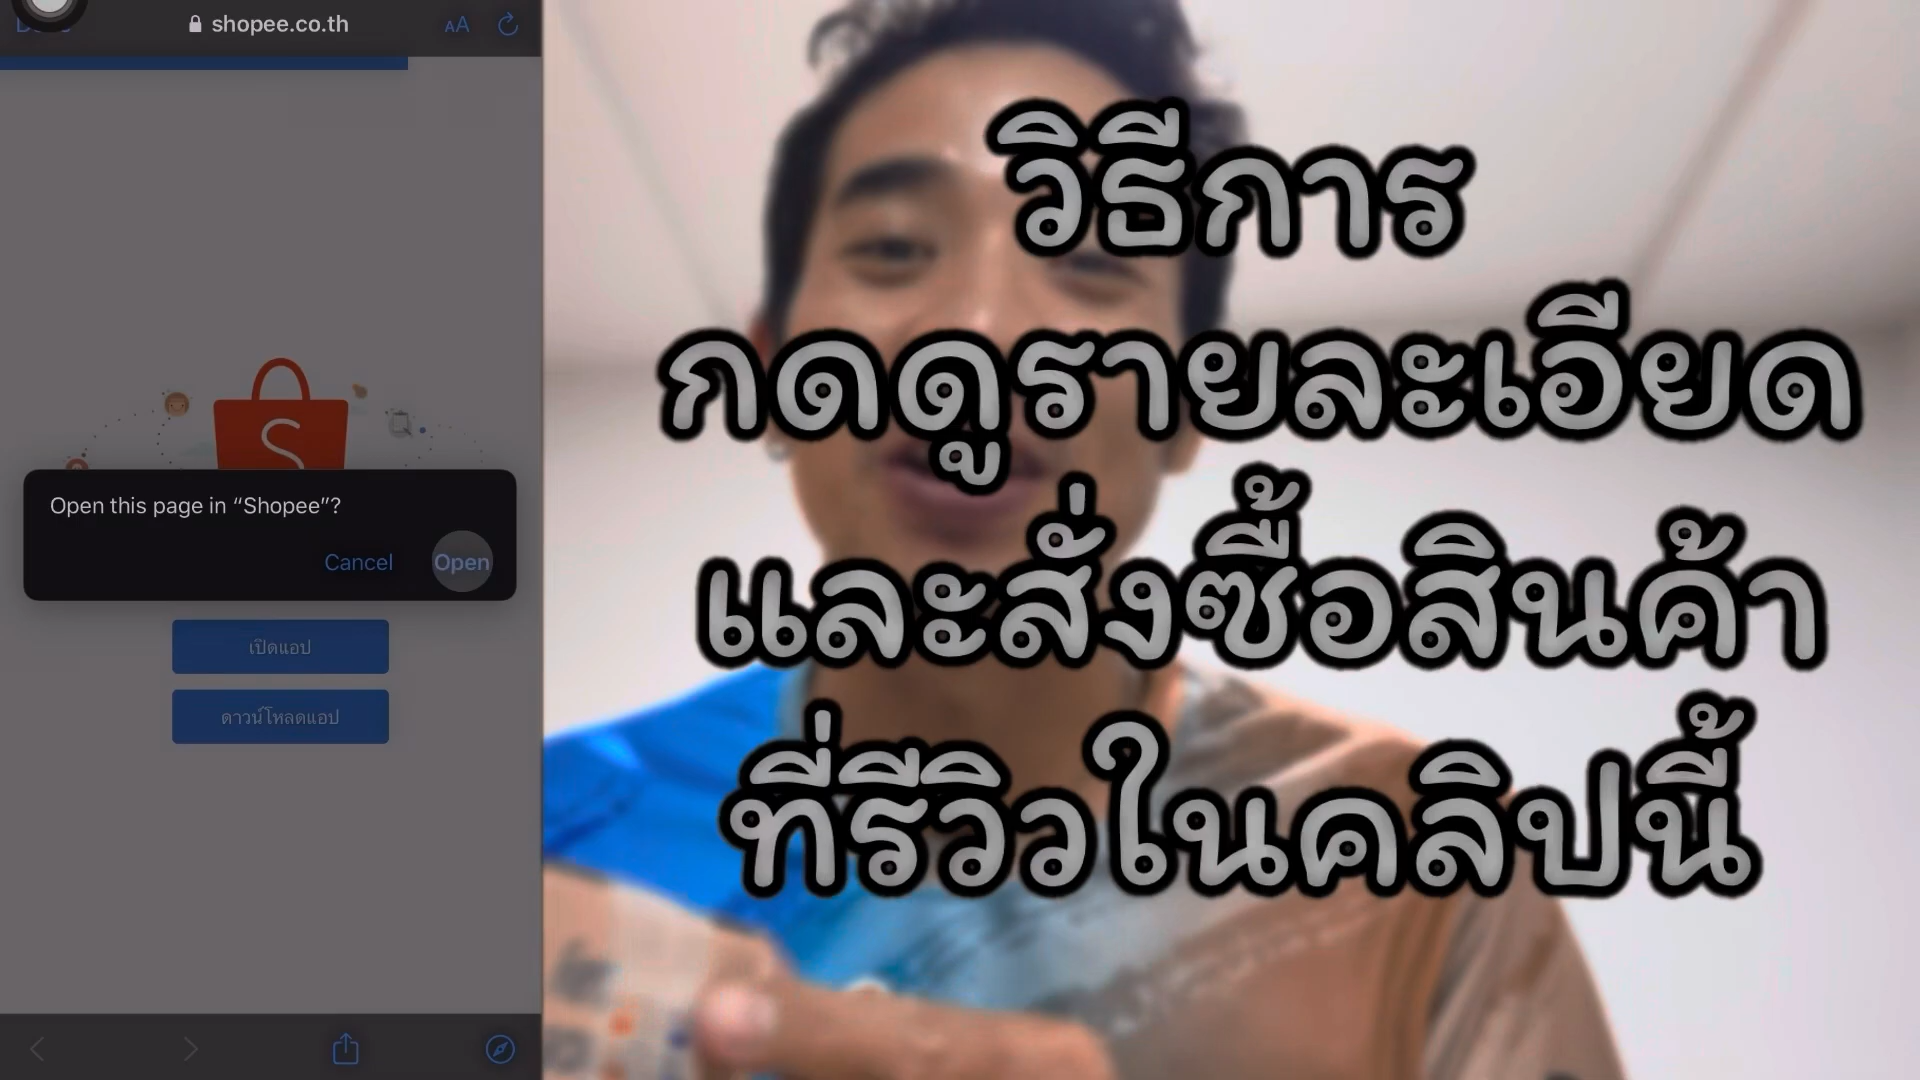 shopee.co.th
AA
Open this page in “Shopee”?
Cancel
Open
เปิดแอป
ดาวน์โหลดแอป
วิธีการ
กดดูรายละเอียด
และสั่งซื้อสินค้า
ที่รีวิวในคลิปนี้